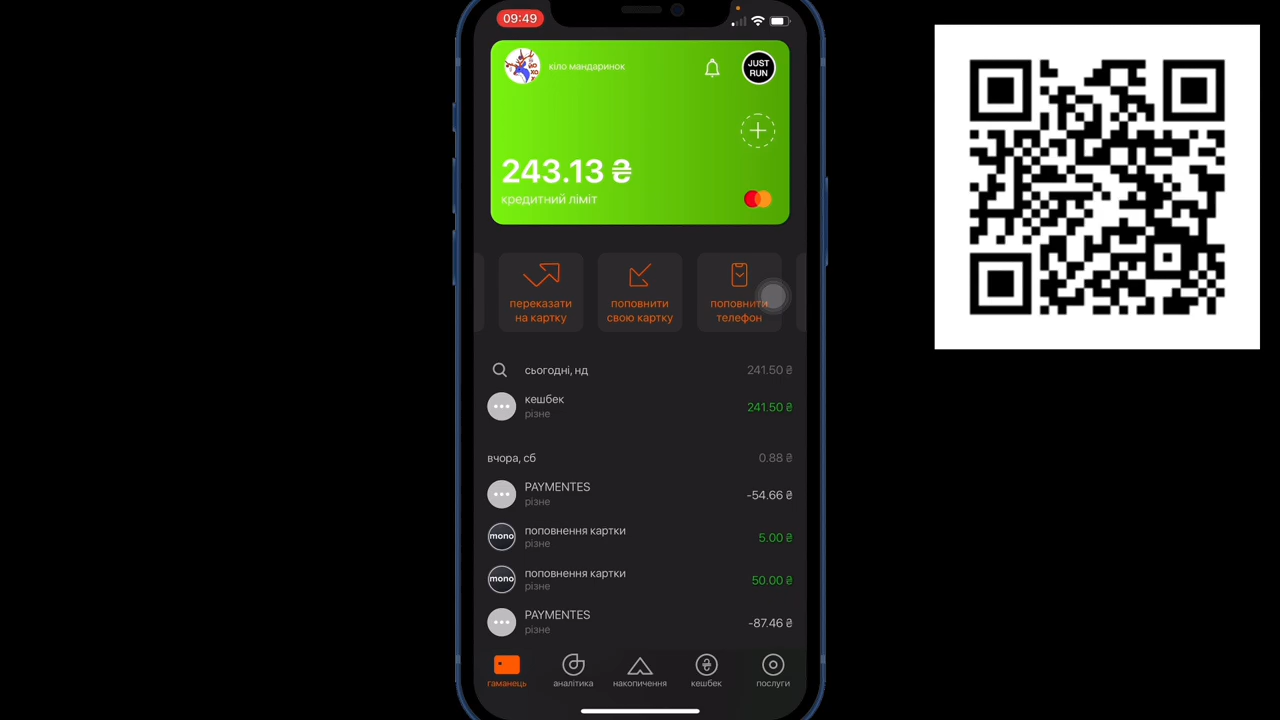 09:49
кіло мандаринок
JUST
RUN
243.13 ₴
кредитний ліміт
переказати
на картку
поповнити
свою картку
поповнити
телефон
сьогодні, нд 241.50 ₴
кешбек
різне
241.50 ₴
вчора, сб 0.88 ₴
PAYMENTES
різне
-54.66 ₴
mono
поповнення картки
різне
5.00 ₴
mono
поповнення картки
різне
50.00 ₴
PAYMENTES
різне
-87.46 ₴
гаманець аналітика накопичення кешбек послуги